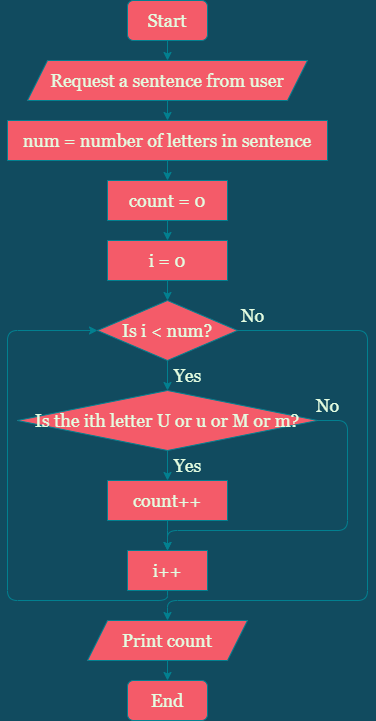 Start
Request a sentence from user
num = number of letters in sentence
count = 0
i = 0
Is i < num?
No
Yes
Is the ith letter U or u or M or m?
No
Yes
count++
i++
Print count
End